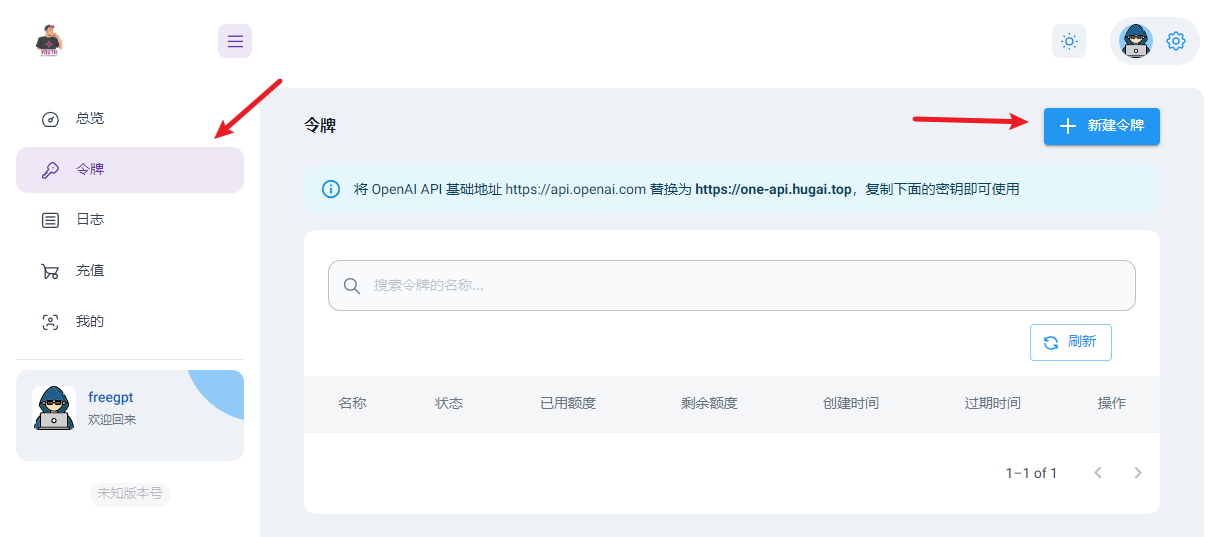 YOUTH
总览
令牌
日志
充值
我的
freegpt
欢迎回来
未知版本号
令牌
新建令牌
将 OpenAI API 基础地址 https://api.openai.com 替换为 https://one-api.hugai.top，复制下面的密钥即可使用
搜索令牌的名称...
刷新
名称 状态 已用额度 剩余额度 创建时间 过期时间 操作
1–1 of 1